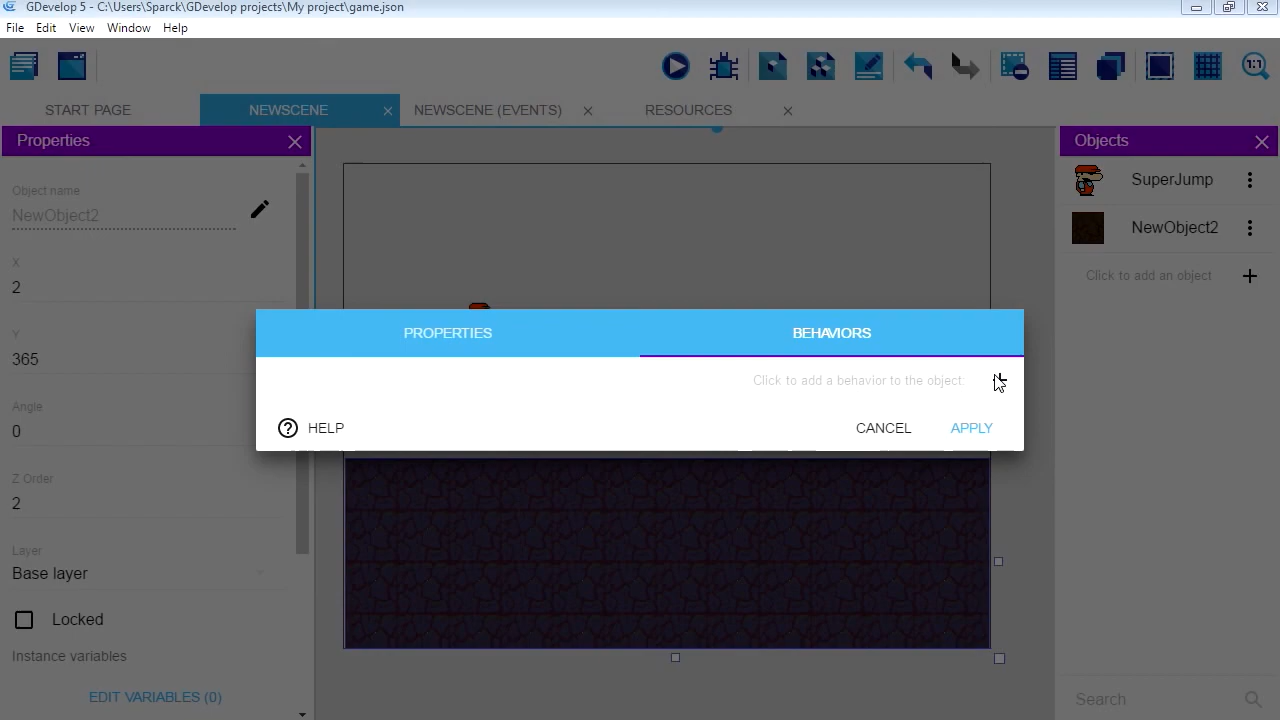 GDevelop 5 - C:\Users\Sparck\GDevelop projects\My project\game.json
File Edit View Window Help
1:1
START PAGE NEWSCENE NEWSCENE (EVENTS) RESOURCES
Properties
Object name
NewObject2
X
2
Y
365
Angle
0
Z Order
2
Layer
Base layer
Locked
Instance variables
EDIT VARIABLES (0)
PROPERTIES BEHAVIORS
Click to add a behavior to the object.
HELP CANCEL APPLY
Objects
SuperJump
NewObject2
Click to add an object
Search